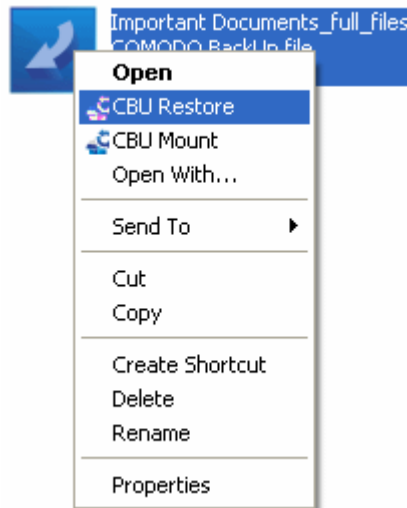 Important Documents_full_files
COMODO BackUp file
Open
CBU Restore
CBU Mount
Open With...
Send To
Cut
Copy
Create Shortcut
Delete
Rename
Properties